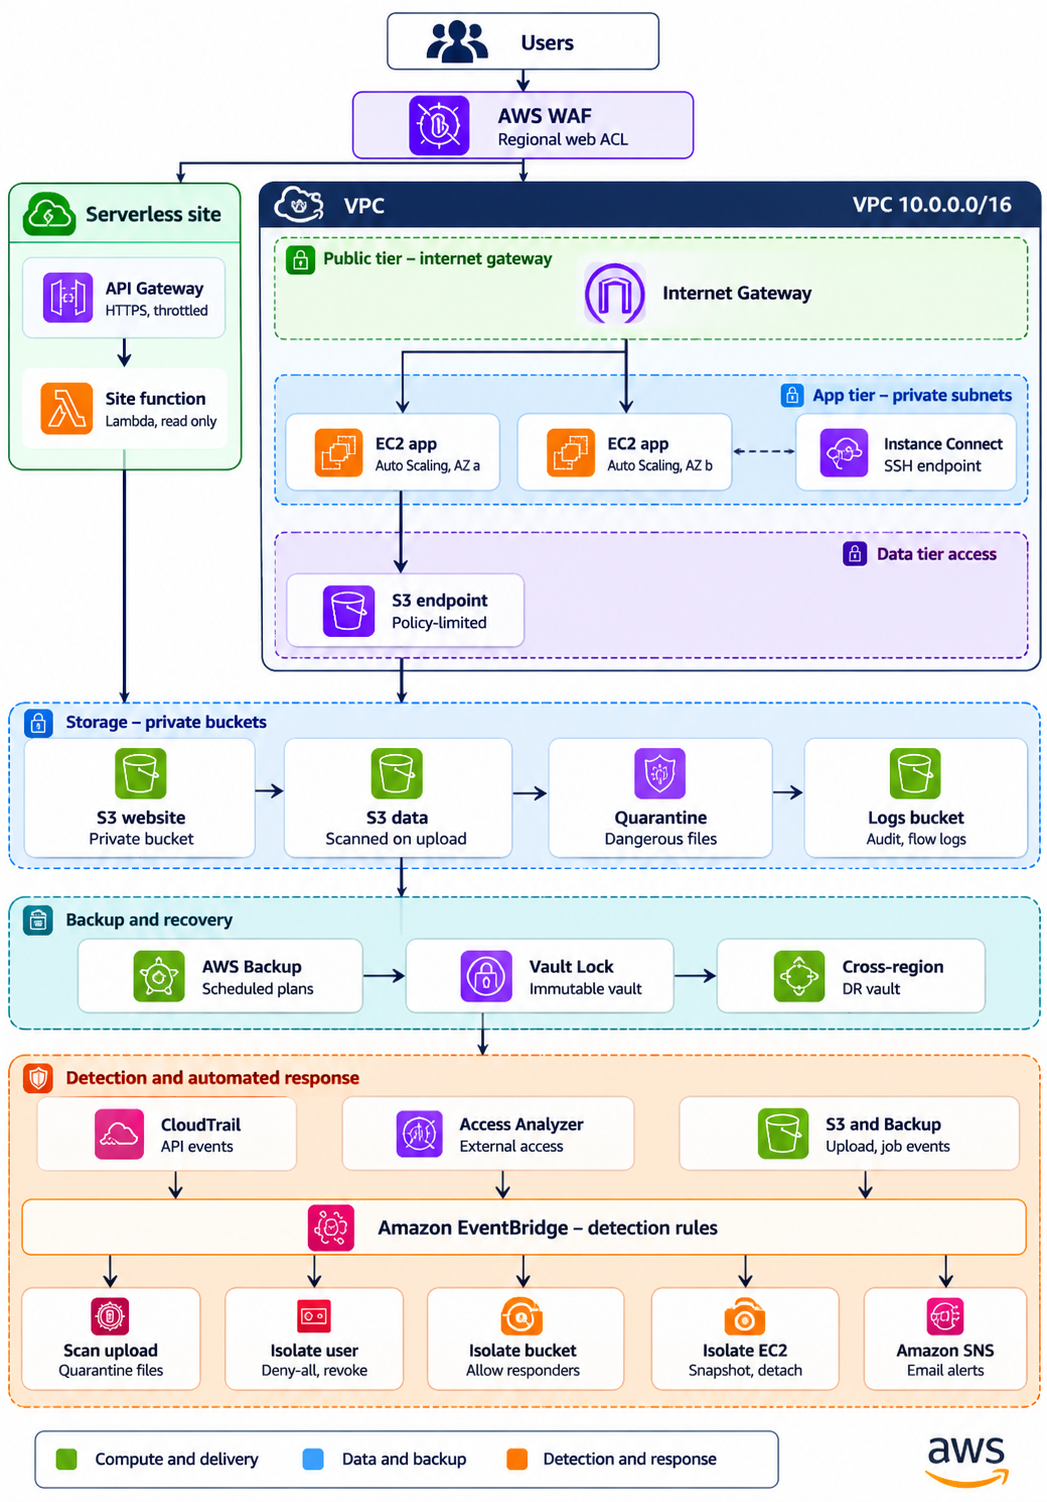 Users
AWS WAF
Regional web ACL
Serverless site
VPC
VPC 10.0.0.0/16
API Gateway
HTTPS, throttled
Site function
Lambda, read only
Public tier – internet gateway
Internet Gateway
App tier – private subnets
EC2 app
Auto Scaling, AZ a
EC2 app
Auto Scaling, AZ b
Instance Connect
SSH endpoint
Data tier access
S3 endpoint
Policy-limited
Storage – private buckets
S3 website
Private bucket
S3 data
Scanned on upload
Quarantine
Dangerous files
Logs bucket
Audit, flow logs
Backup and recovery
AWS Backup
Scheduled plans
Vault Lock
Immutable vault
Cross-region
DR vault
Detection and automated response
CloudTrail
API events
Access Analyzer
External access
S3 and Backup
Upload, job events
Amazon EventBridge – detection rules
Scan upload
Quarantine files
Isolate user
Deny-all, revoke
Isolate bucket
Allow responders
Isolate EC2
Snapshot, detach
Amazon SNS
Email alerts
Compute and delivery
Data and backup
Detection and response
aws